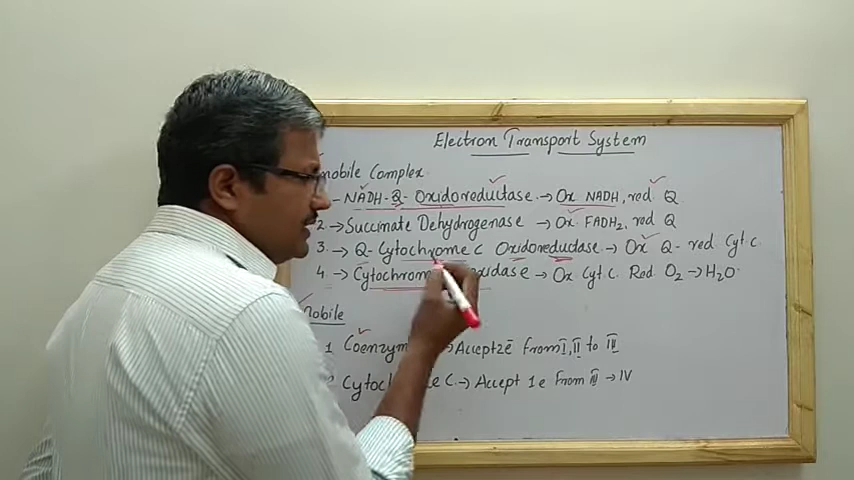 Electron Transport System
mobile Complex
NADH-Q-Oxidoreductase → Ox NADH, red Q
2 → Succinate Dehydrogenase → Ox FADH2, red Q
3. → Q-Cytochrome C Oxidoreductase → Ox Q - red Cyt C.
4 → Cytochrom xidase → Ox Cyt C. Red O2 → H2O
mobile
1 Coenzym → Accept 2ē From I, II to III
2 Cytoc e C. → Accept 1e From III → IV